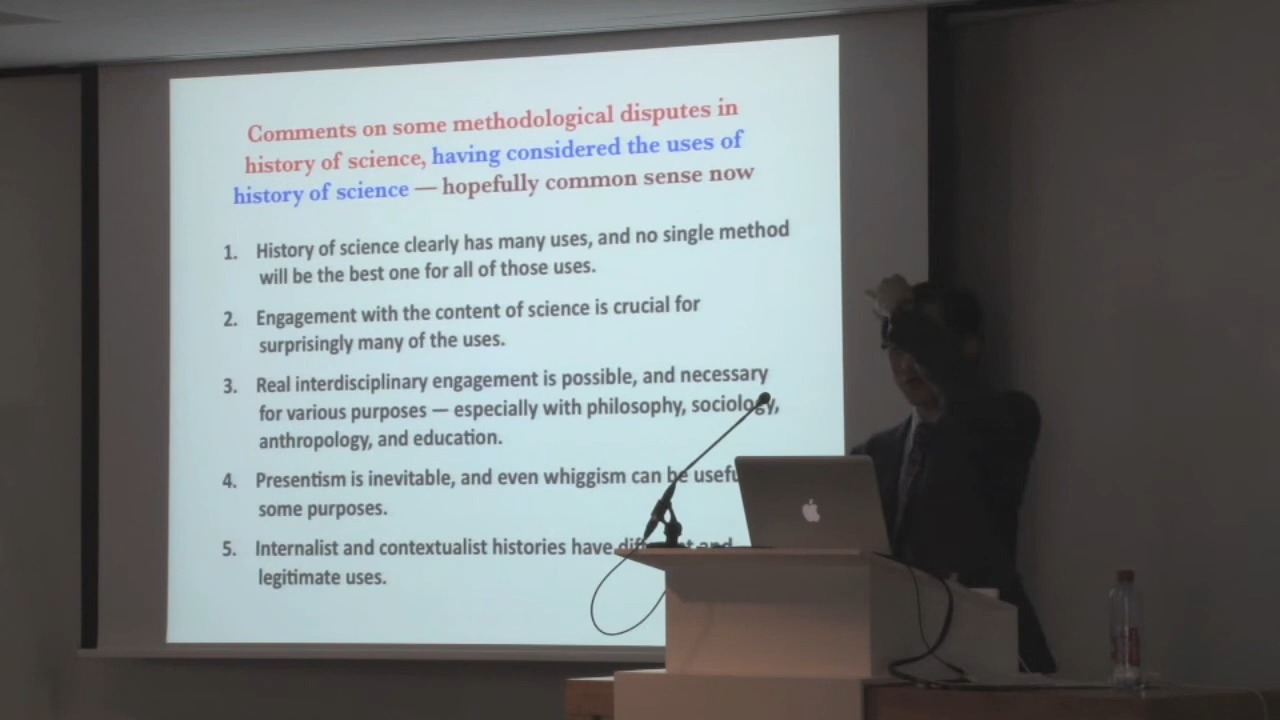 Comments on some methodological disputes in
history of science, having considered the uses of
history of science — hopefully common sense now
1. History of science clearly has many uses, and no single method
will be the best one for all of those uses.
2. Engagement with the content of science is crucial for
surprisingly many of the uses.
3. Real interdisciplinary engagement is possible, and necessary
for various purposes — especially with philosophy, sociology,
anthropology, and education.
4. Presentism is inevitable, and even whiggism can be
some purposes.
5. Internalist and contextualist histories have and
legitimate uses.